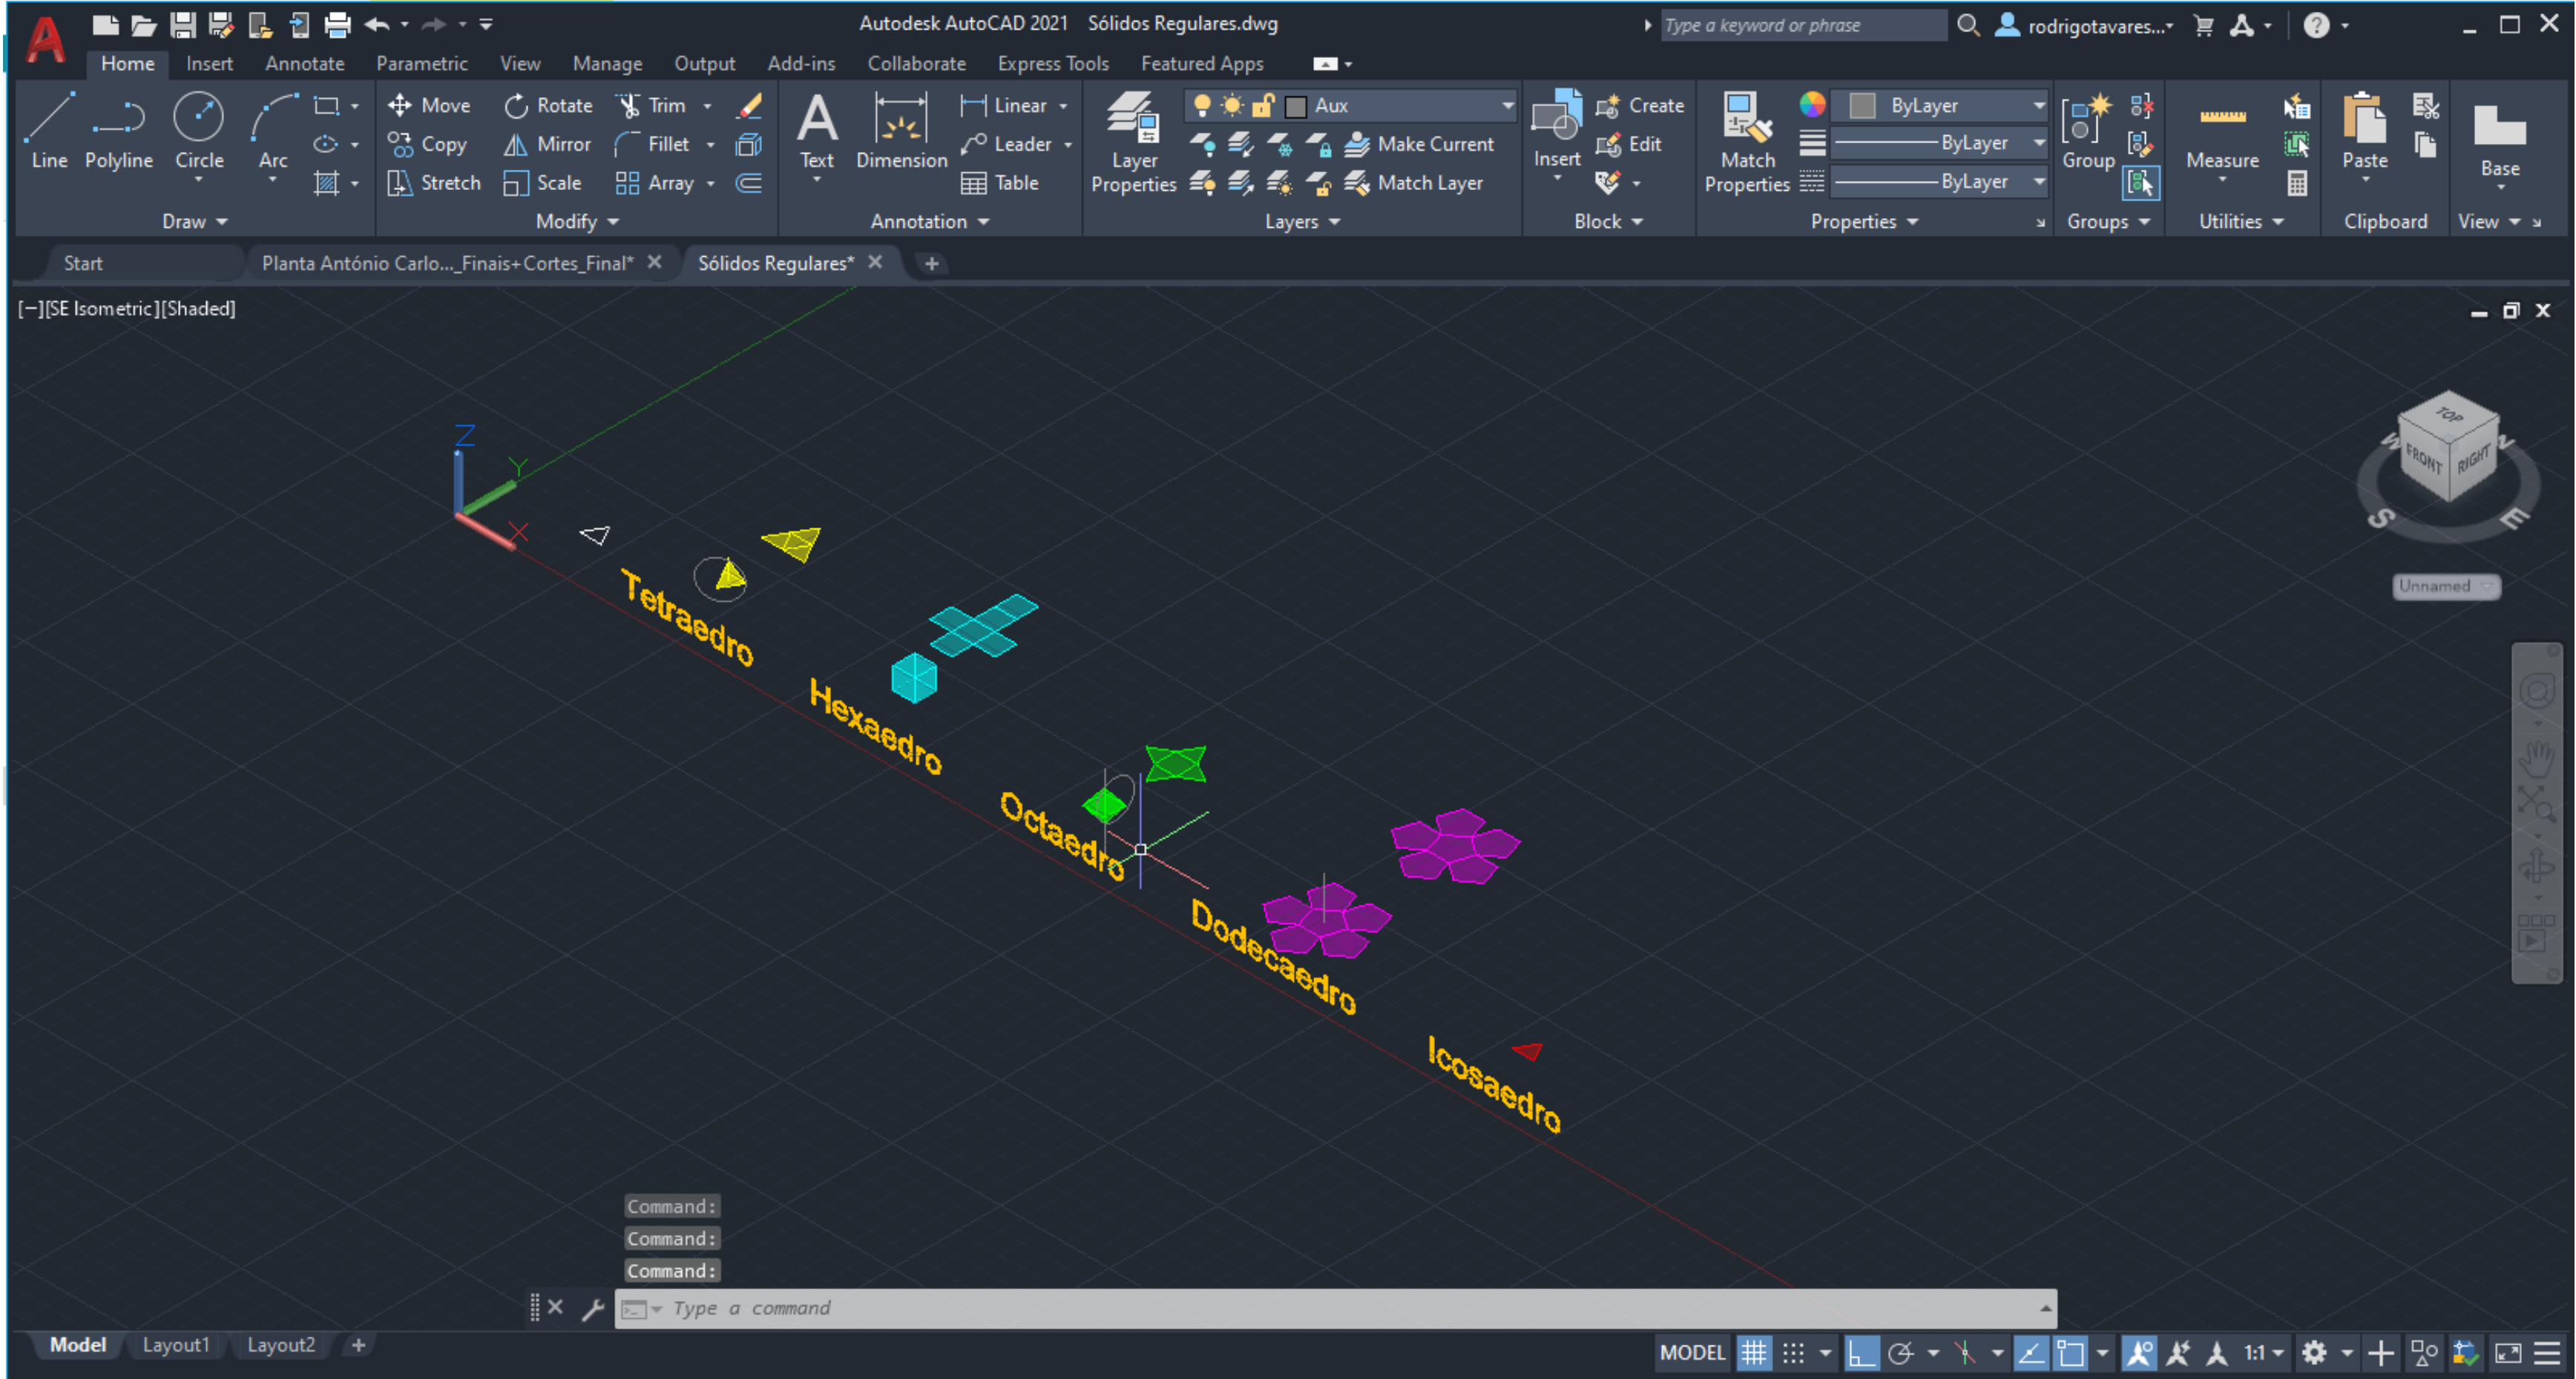 Autodesk AutoCAD 2021 Sólidos Regulares.dwg
Type a keyword or phrase
rodrigotavares...
Home Insert Annotate Parametric View Manage Output Add-ins Collaborate Express Tools Featured Apps
Line Polyline Circle Arc
Draw
Move Rotate Trim
Copy Mirror Fillet
Stretch Scale Array
Modify
Text Dimension
Linear
Leader
Table
Annotation
Layer Properties
Aux
Make Current
Match Layer
Layers
Insert
Create
Edit
Block
Match Properties
ByLayer
ByLayer
ByLayer
Properties
Group
Groups
Measure
Utilities
Paste
Clipboard
Base
View
Start Planta António Carlo..._Finais+Cortes_Final* Sólidos Regulares*
[−][SE Isometric][Shaded]
TOP
FRONT RIGHT
W N
S E
Unnamed
Z
Y
X
Tetraedro
Hexaedro
Octaedro
Dodecaedro
Icosaedro
Command:
Command:
Command:
Type a command
Model Layout1 Layout2
MODEL 1:1